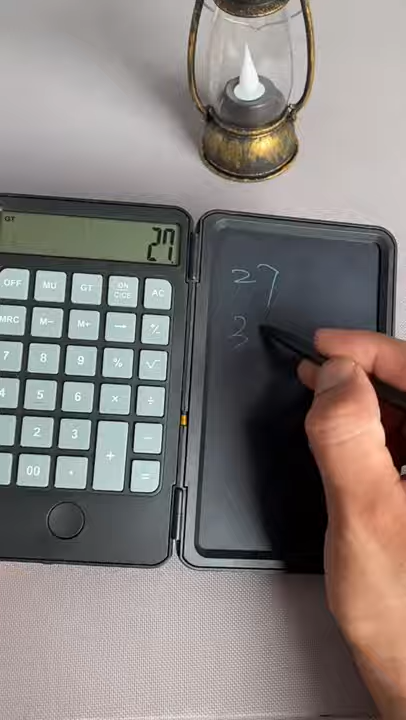 GT
27
OFF MU GT ON C/CE AC
MRC M- M+ → +/-
7 8 9 % √
4 5 6 × ÷
2 3 + -
00 . =
27
3